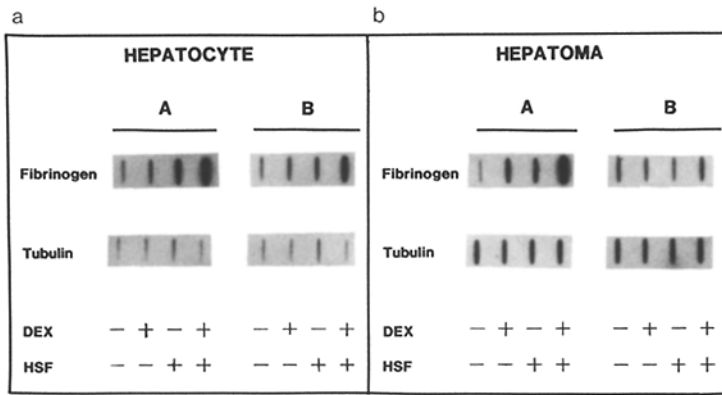 a b
HEPATOCYTE HEPATOMA
A B A B
Fibrinogen Fibrinogen
Tubulin Tubulin
DEX − + − + − + − + DEX − + − + − + − +
HSF − − + + − − + + HSF − − + + − − + +